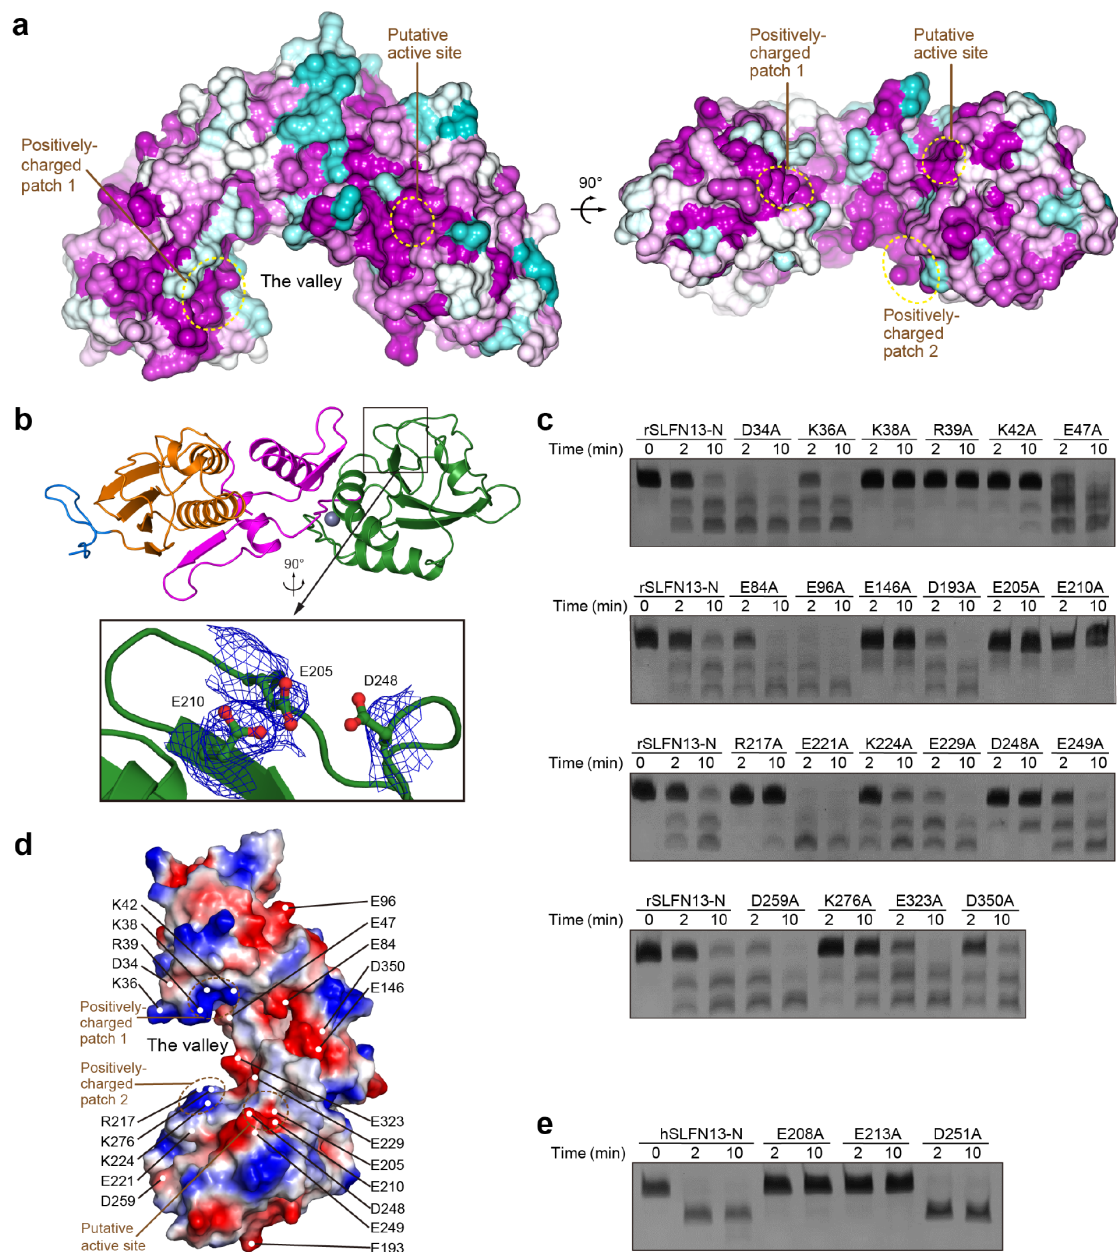 a
Putative
active site
Positively-
charged
patch 1
The valley
90°
Positively-
charged
patch 1
Putative
active site
Positively-
charged
patch 2
b
90°
E205
D248
E210
c
rSLFN13-N D34A K36A K38A R39A K42A E47A
Time (min) 0 2 10 2 10 2 10 2 10 2 10 2 10 2 10
rSLFN13-N E84A E96A E146A D193A E205A E210A
Time (min) 0 2 10 2 10 2 10 2 10 2 10 2 10 2 10
rSLFN13-N R217A E221A K224A E229A D248A E249A
Time (min) 0 2 10 2 10 2 10 2 10 2 10 2 10 2 10
rSLFN13-N D259A K276A E323A D350A
Time (min) 0 2 10 2 10 2 10 2 10 2 10
d
K42
K38
R39
D34
K36
Positively-
charged
patch 1
The valley
Positively-
charged
patch 2
R217
K276
K224
E221
D259
Putative
active site
E96
E47
E84
D350
E146
E323
E229
E205
E210
D248
E249
E193
e
hSLFN13-N E208A E213A D251A
Time (min) 0 2 10 2 10 2 10 2 10